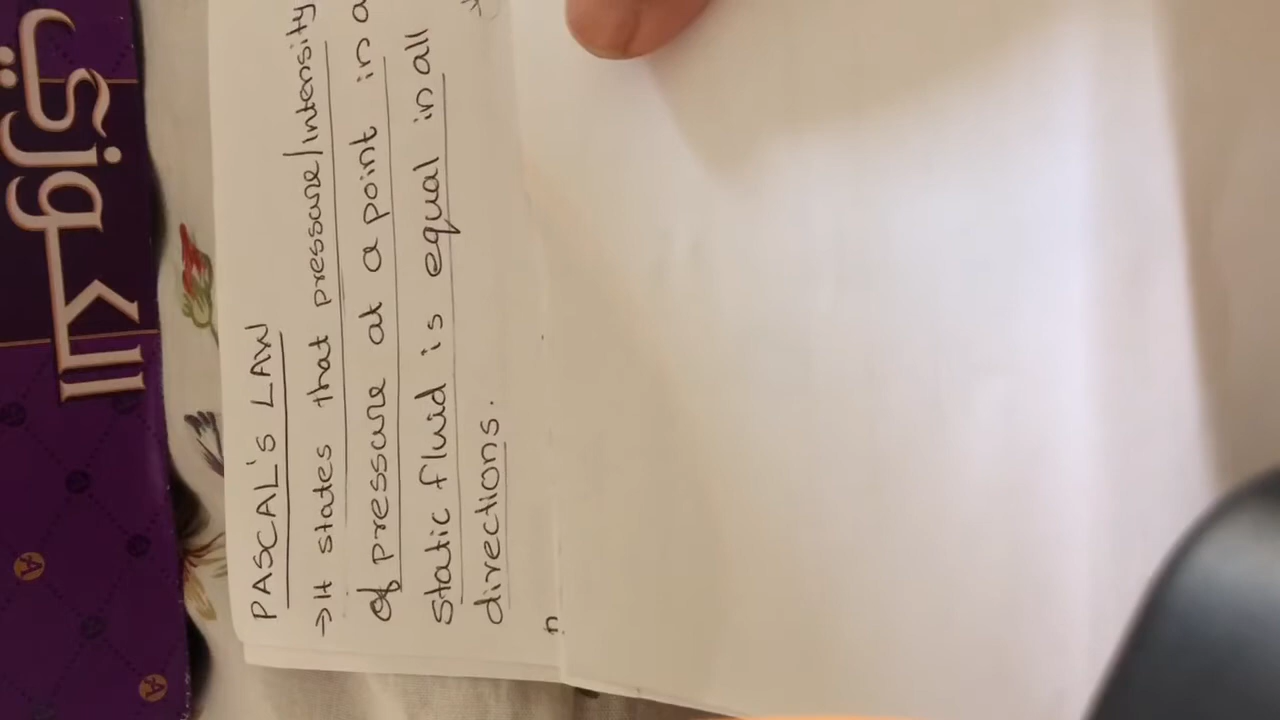 الكوزي
PASCAL'S LAW
→It states that pressure/intensity
of pressure at a point in a
static fluid is equal in all
directions.